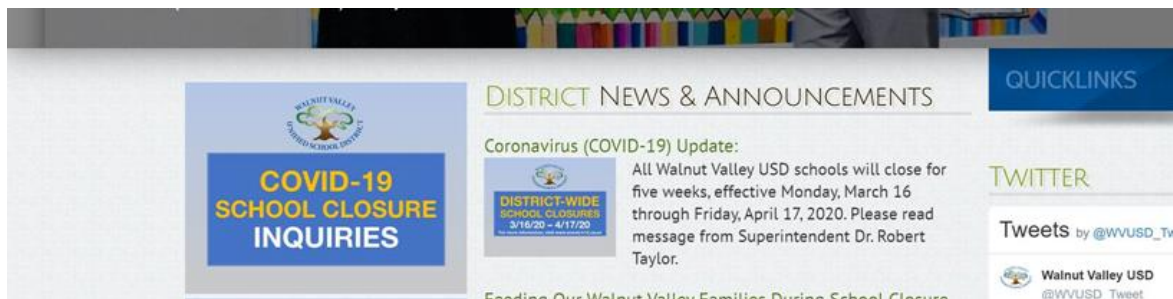 WALNUT VALLEY
UNIFIED SCHOOL DISTRICT
COVID-19
SCHOOL CLOSURE
INQUIRIES
DISTRICT NEWS & ANNOUNCEMENTS
Coronavirus (COVID-19) Update:
DISTRICT-WIDE
SCHOOL CLOSURES
3/16/20 – 4/17/20
All Walnut Valley USD schools will close for
five weeks, effective Monday, March 16
through Friday, April 17, 2020. Please read
message from Superintendent Dr. Robert
Taylor.
Feeding Our Walnut Valley Families During School Closure
QUICKLINKS
TWITTER
Tweets by @WVUSD_Tw
Walnut Valley USD
@WVUSD_Tweet